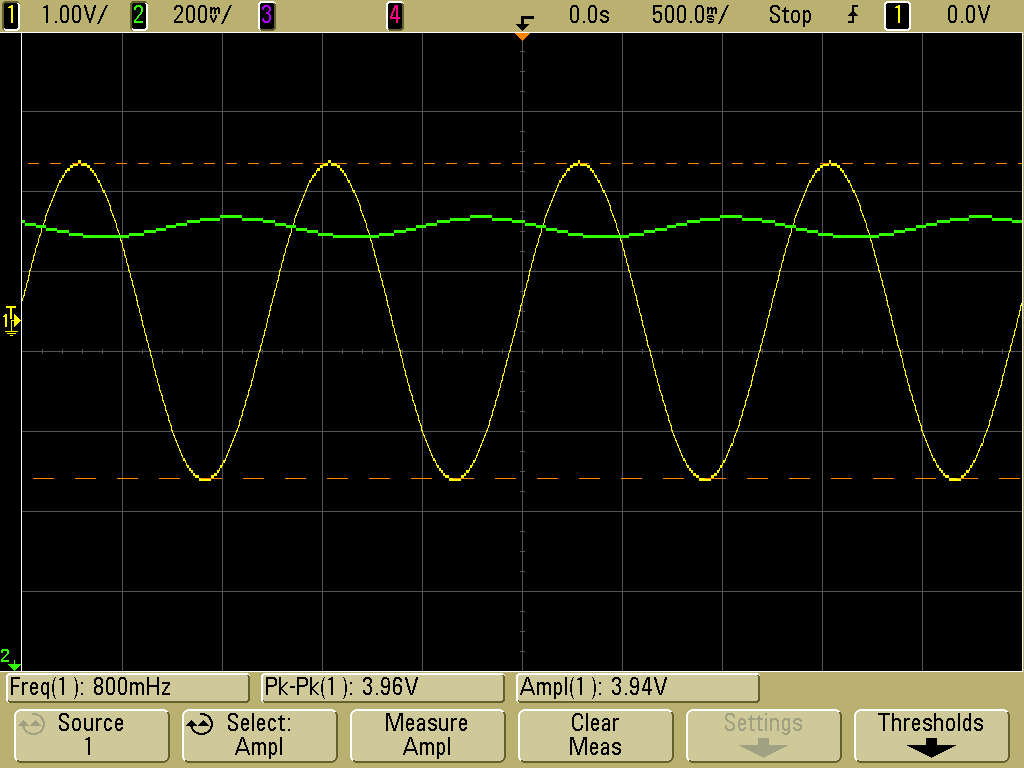 1 1.00V/ 2 200mV/ 3 4 0.0s 500.0ms/ Stop 1 0.0V
T
1
2
Freq(1): 800mHz Pk-Pk(1): 3.96V Ampl(1): 3.94V
Source Select: Measure Clear Settings Thresholds
1 Ampl Ampl Meas